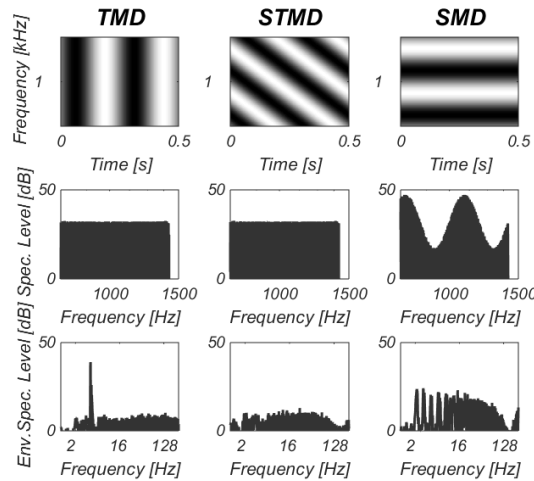 TMD STMD SMD
Frequency [kHz]
1 1 1
0 0.5 0 0.5 0 0.5
Time [s] Time [s] Time [s]
Spec. Level [dB]
50 50 50
0 0 0
1000 1500 1000 1500 1000 1500
Frequency [Hz] Frequency [Hz] Frequency [Hz]
Env. Spec. Level [dB]
50 50 50
0 0 0
2 16 128 2 16 128 2 16 128
Frequency [Hz] Frequency [Hz] Frequency [Hz]